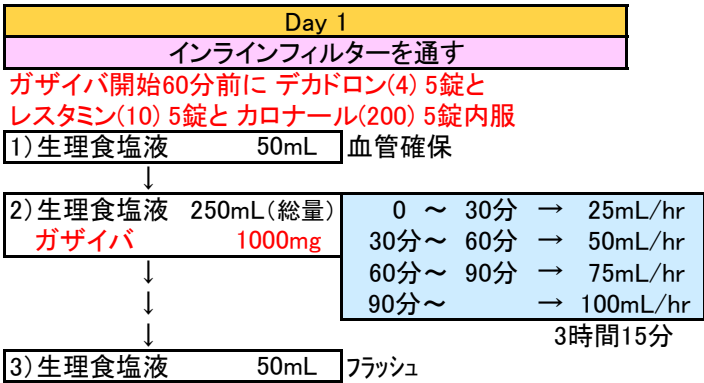 Day 1
インラインフィルターを通す
ガザイバ開始60分前に デカドロン(4) 5錠と
レスタミン(10) 5錠と カロナール(200) 5錠内服
1)生理食塩液 50mL 血管確保
↓
2)生理食塩液 250mL(総量) 0 ～ 30分 → 25mL/hr
ガザイバ 1000mg 30分～ 60分 → 50mL/hr
↓ 60分～ 90分 → 75mL/hr
↓ 90分～ → 100mL/hr
↓ 3時間15分
3)生理食塩液 50mL フラッシュ